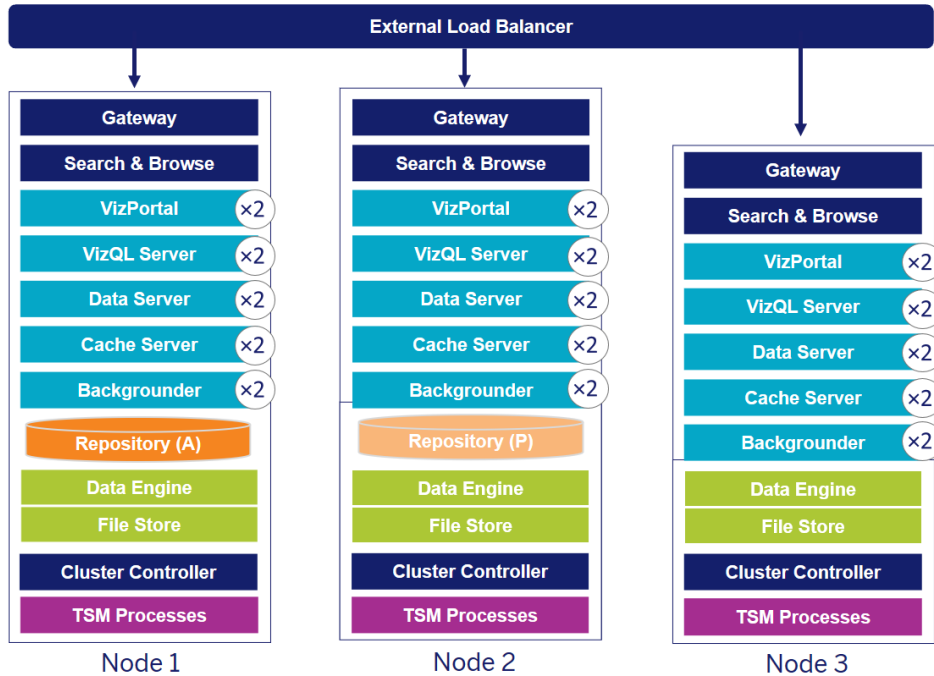 External Load Balancer
Gateway
Search & Browse
VizPortal ×2
VizQL Server ×2
Data Server ×2
Cache Server ×2
Backgrounder ×2
Repository (A)
Data Engine
File Store
Cluster Controller
TSM Processes
Node 1
Gateway
Search & Browse
VizPortal ×2
VizQL Server ×2
Data Server ×2
Cache Server ×2
Backgrounder ×2
Repository (P)
Data Engine
File Store
Cluster Controller
TSM Processes
Node 2
Gateway
Search & Browse
VizPortal ×2
VizQL Server ×2
Data Server ×2
Cache Server ×2
Backgrounder ×2
Data Engine
File Store
Cluster Controller
TSM Processes
Node 3